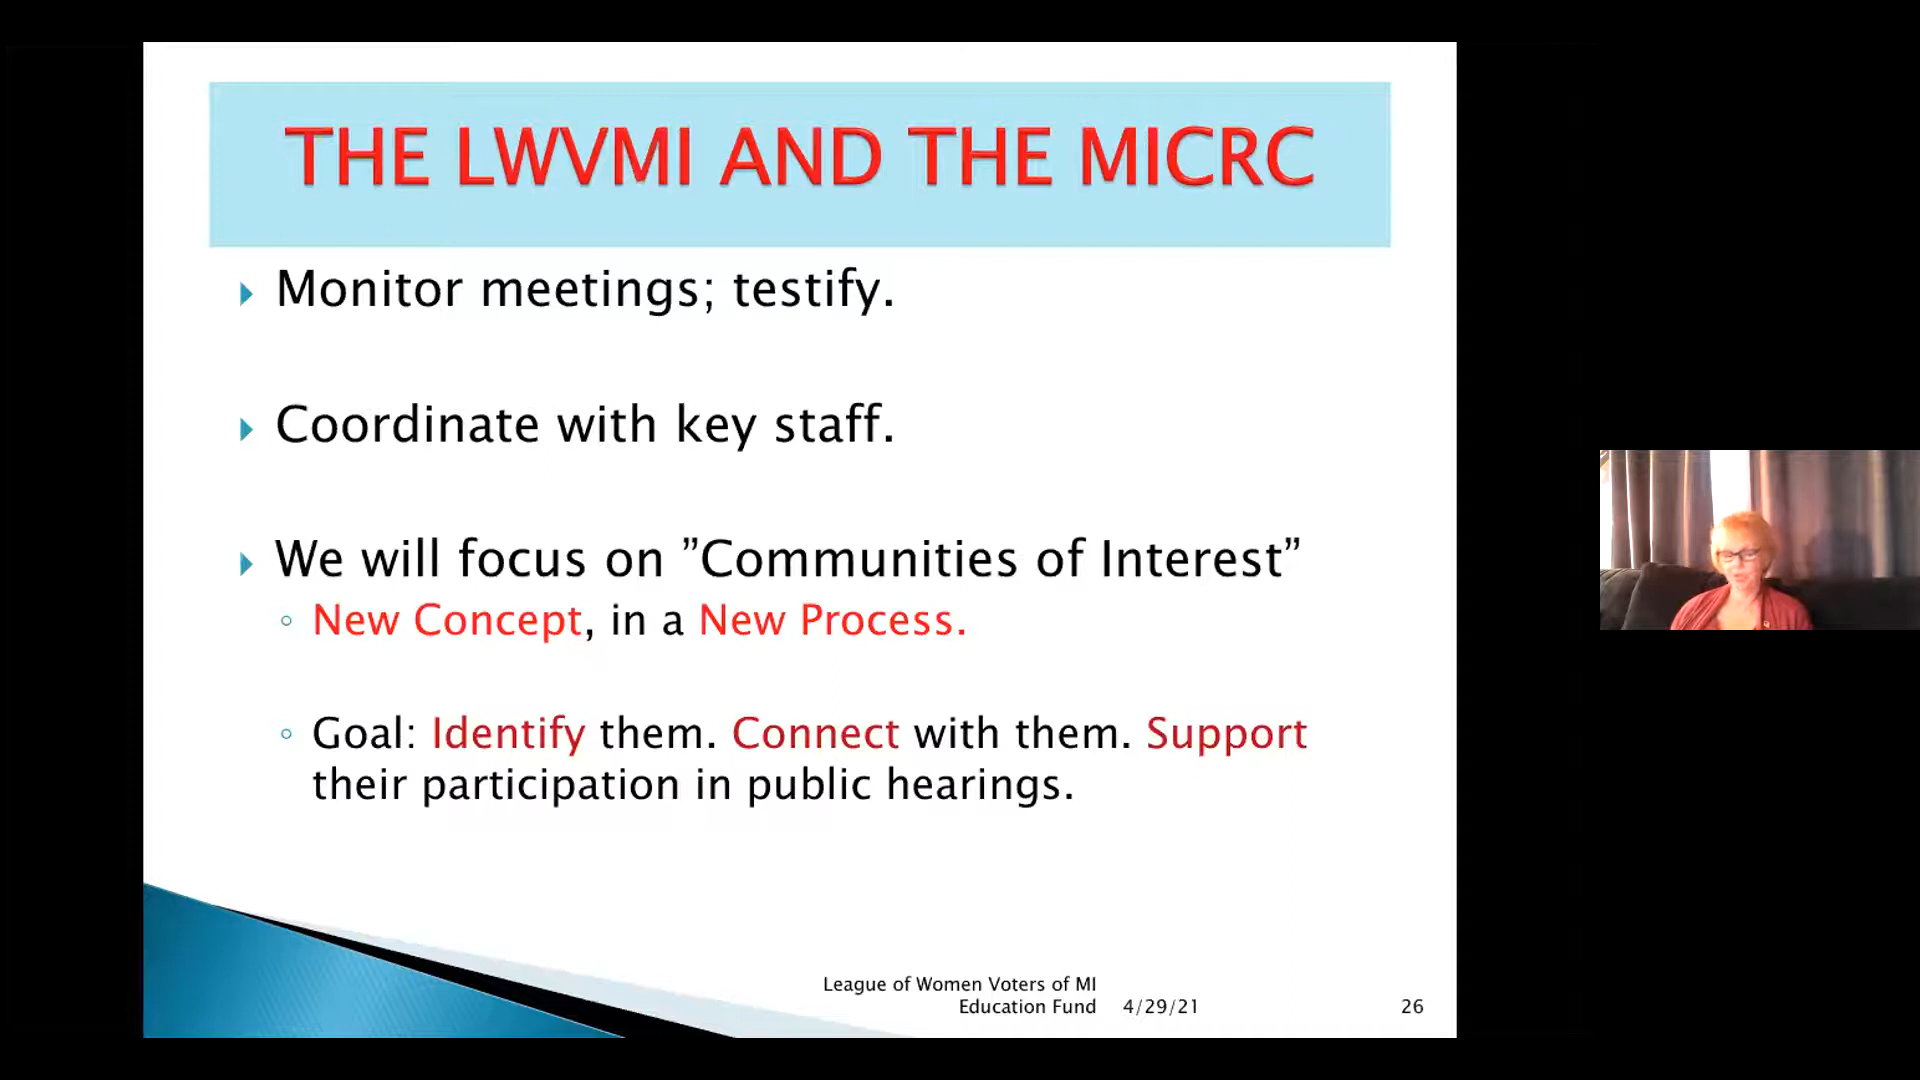 THE LWVMI AND THE MICRC
Monitor meetings; testify.
Coordinate with key staff.
We will focus on ”Communities of Interest”
New Concept, in a New Process.
Goal: Identify them. Connect with them. Support
their participation in public hearings.
League of Women Voters of MI
Education Fund 4/29/21 26